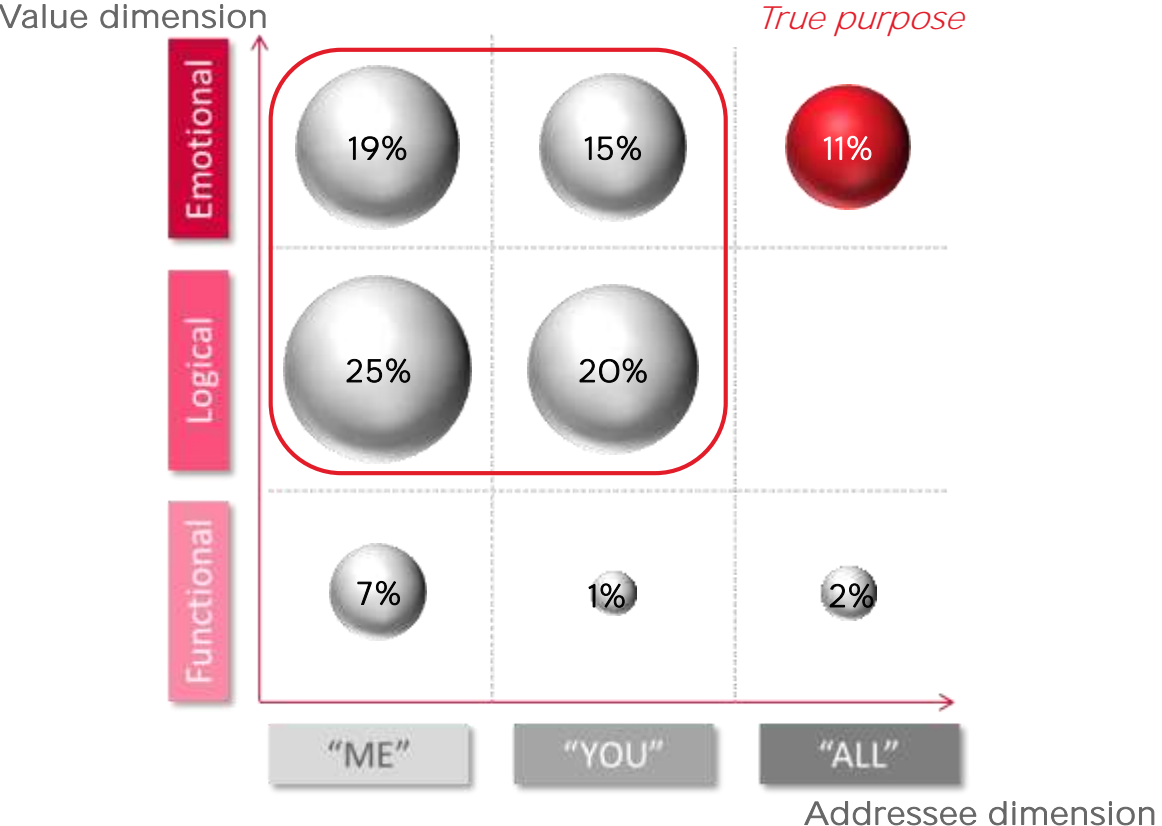 Value dimension
True purpose
Emotional
19%
15%
11%
Logical
25%
20%
Functional
7%
1%
2%
“ME”
“YOU”
“ALL”
Addressee dimension